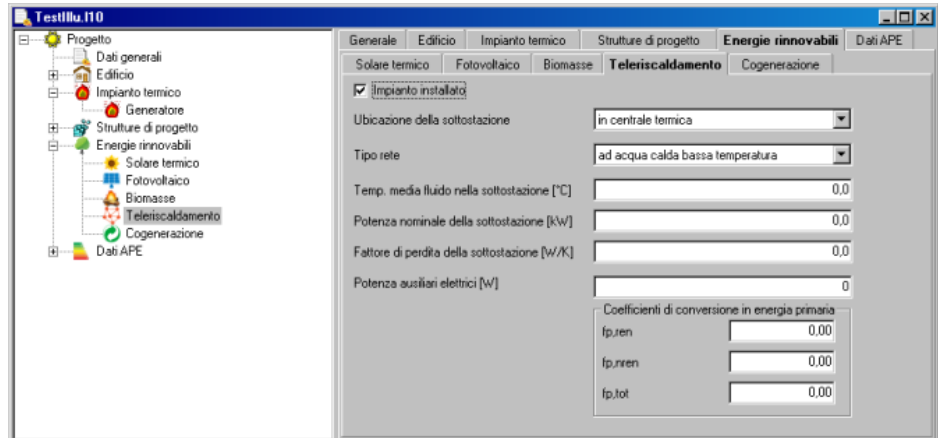 TestIllu.I10
Progetto
Dati generali
Edificio
Impianto termico
Generatore
Strutture di progetto
Energie rinnovabili
Solare termico
Fotovoltaico
Biomasse
Teleriscaldamento
Cogenerazione
Dati APE
Generale Edificio Impianto termico Strutture di progetto Energie rinnovabili Dati APE
Solare termico Fotovoltaico Biomasse Teleriscaldamento Cogenerazione
Impianto installato
Ubicazione della sottostazione in centrale termica
Tipo rete ad acqua calda bassa temperatura
Temp. media fluido nella sottostazione [°C] 0,0
Potenza nominale della sottostazione [kW] 0,0
Fattore di perdita della sottostazione [W/K] 0,0
Potenza ausiliari elettrici [W] 0
Coefficienti di conversione in energia primaria
fp,ren 0,00
fp,nren 0,00
fp,tot 0,00